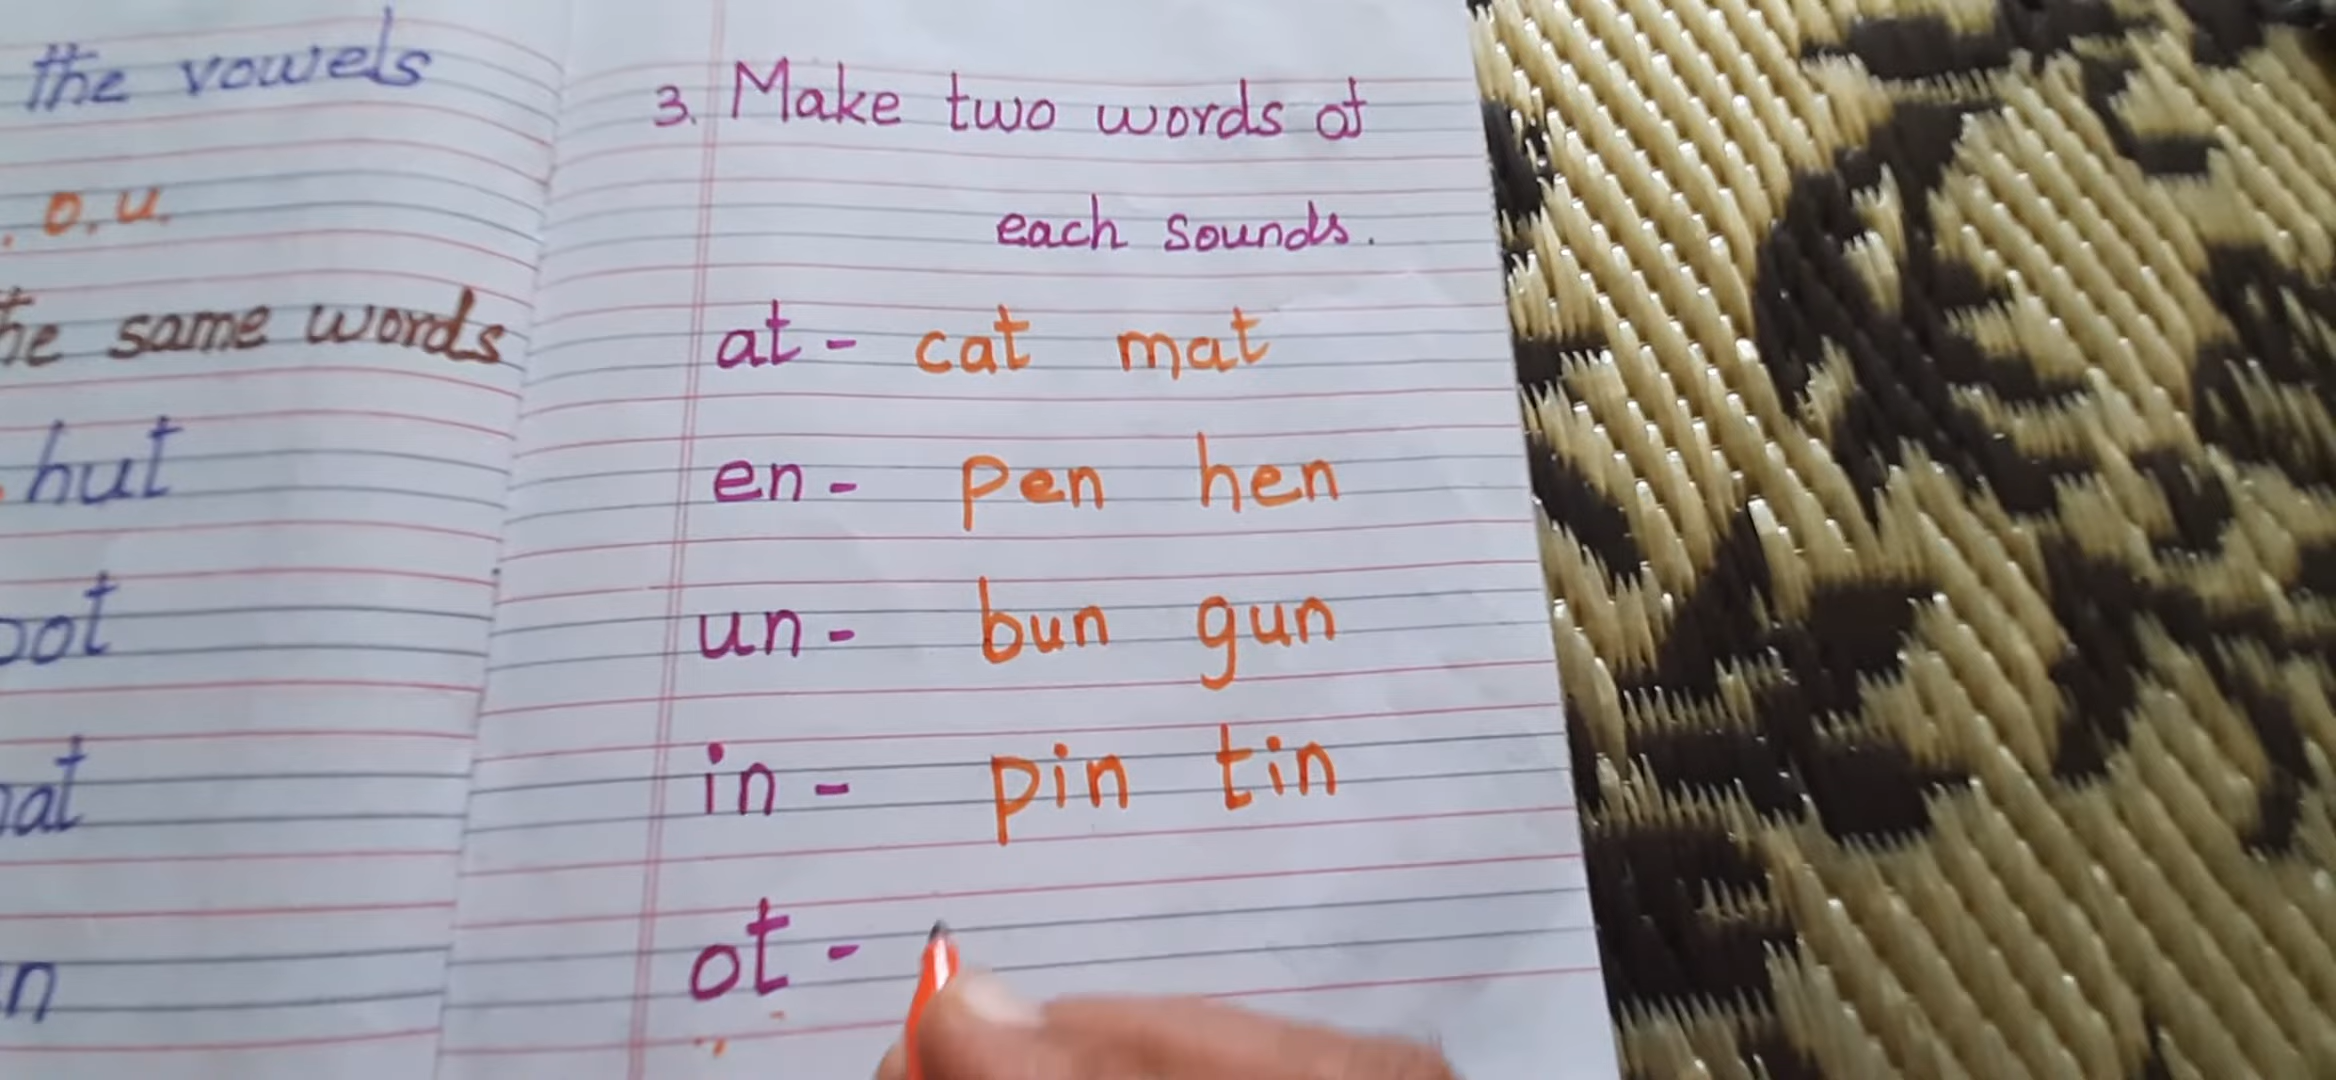 the vowels
. o.u.
he same words
hut
ot
at
n
3. Make two words of
each sounds.
at - cat mat
en - pen hen
un - bun gun
in - pin tin
ot -